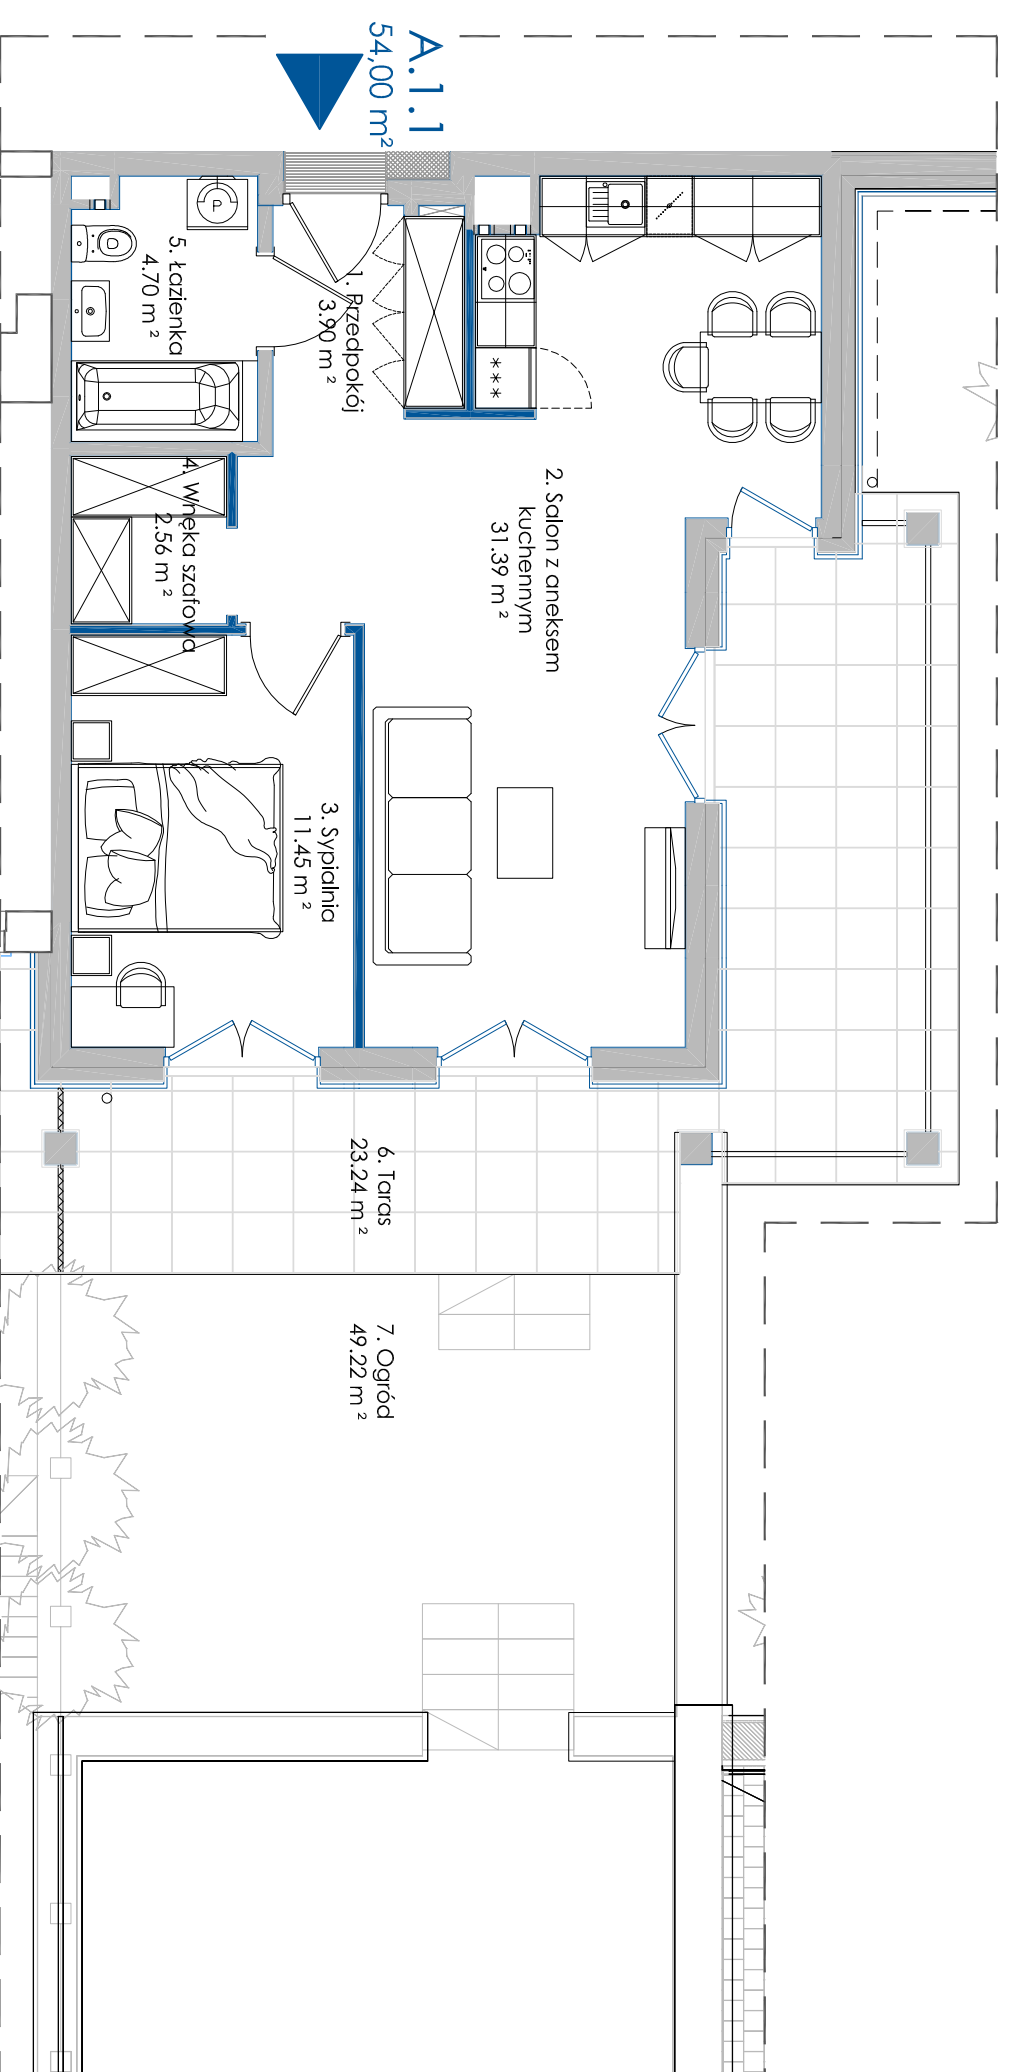 A.1.1
54,00 m²
1. Przedpokój
3.90 m²
2. Salon z aneksem
kuchennym
31.39 m²
3. Sypialnia
11.45 m²
4. Wnęka szafowa
2.56 m²
5. Łazienka
4.70 m²
6. Taras
23.24 m²
7. Ogród
49.22 m²
P
***